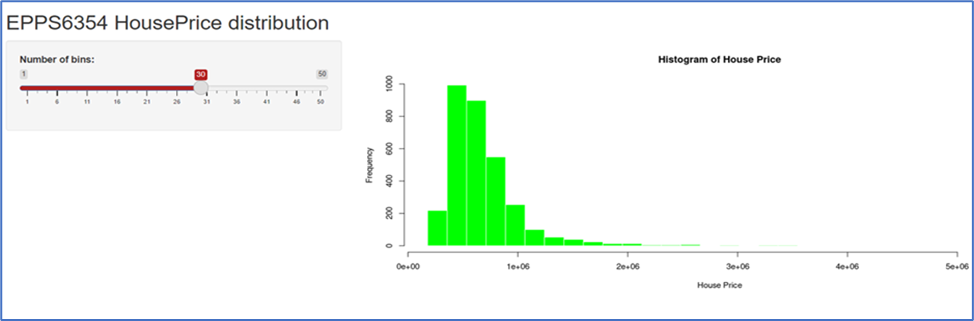 EPPS6354 HousePrice distribution
Number of bins:
1 30 50
1 6 11 16 21 26 31 36 41 46 50
Histogram of House Price
Frequency
1000
800
600
400
200
0
0e+00 1e+06 2e+06 3e+06 4e+06 5e+06
House Price